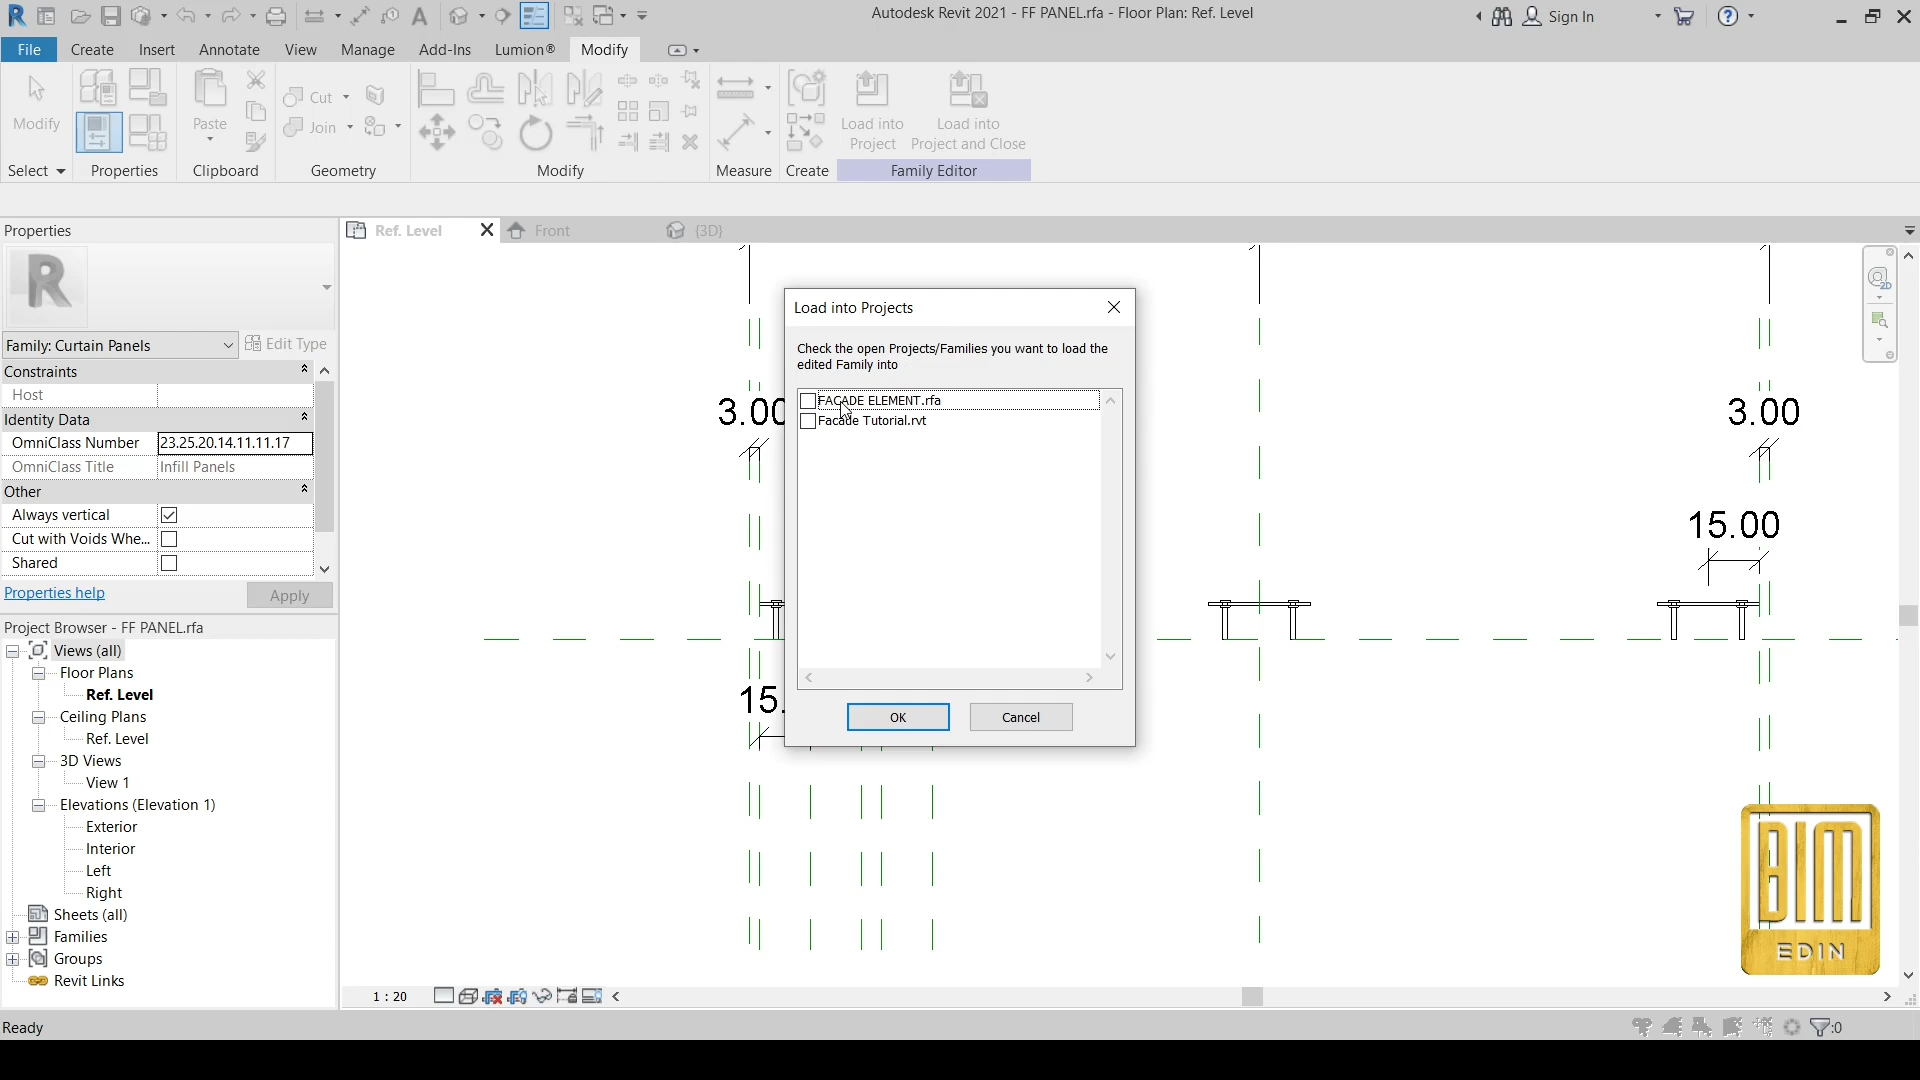 Autodesk Revit 2021 - FF PANEL.rfa - Floor Plan: Ref. Level
Sign In
File
Create
Insert
Annotate
View
Manage
Add-Ins
Lumion®
Modify
Modify
Paste
Cut
Join
Load into
Project
Load into
Project and Close
Select
Properties
Clipboard
Geometry
Modify
Measure
Create
Family Editor
Properties
Ref. Level
Front
{3D}
Family: Curtain Panels
Edit Type
Constraints
Host
Identity Data
OmniClass Number
23.25.20.14.11.11.17
OmniClass Title
Infill Panels
Other
Always vertical
Cut with Voids Whe...
Shared
Properties help
Apply
Project Browser - FF PANEL.rfa
Views (all)
Floor Plans
Ref. Level
Ceiling Plans
Ref. Level
3D Views
View 1
Elevations (Elevation 1)
Exterior
Interior
Left
Right
Sheets (all)
Families
Groups
Revit Links
Load into Projects
Check the open Projects/Families you want to load the
edited Family into
FACADE ELEMENT.rfa
Facade Tutorial.rvt
OK
Cancel
3.00
15.
3.00
15.00
2D
BIM
EDIN
1 : 20
Ready
:0